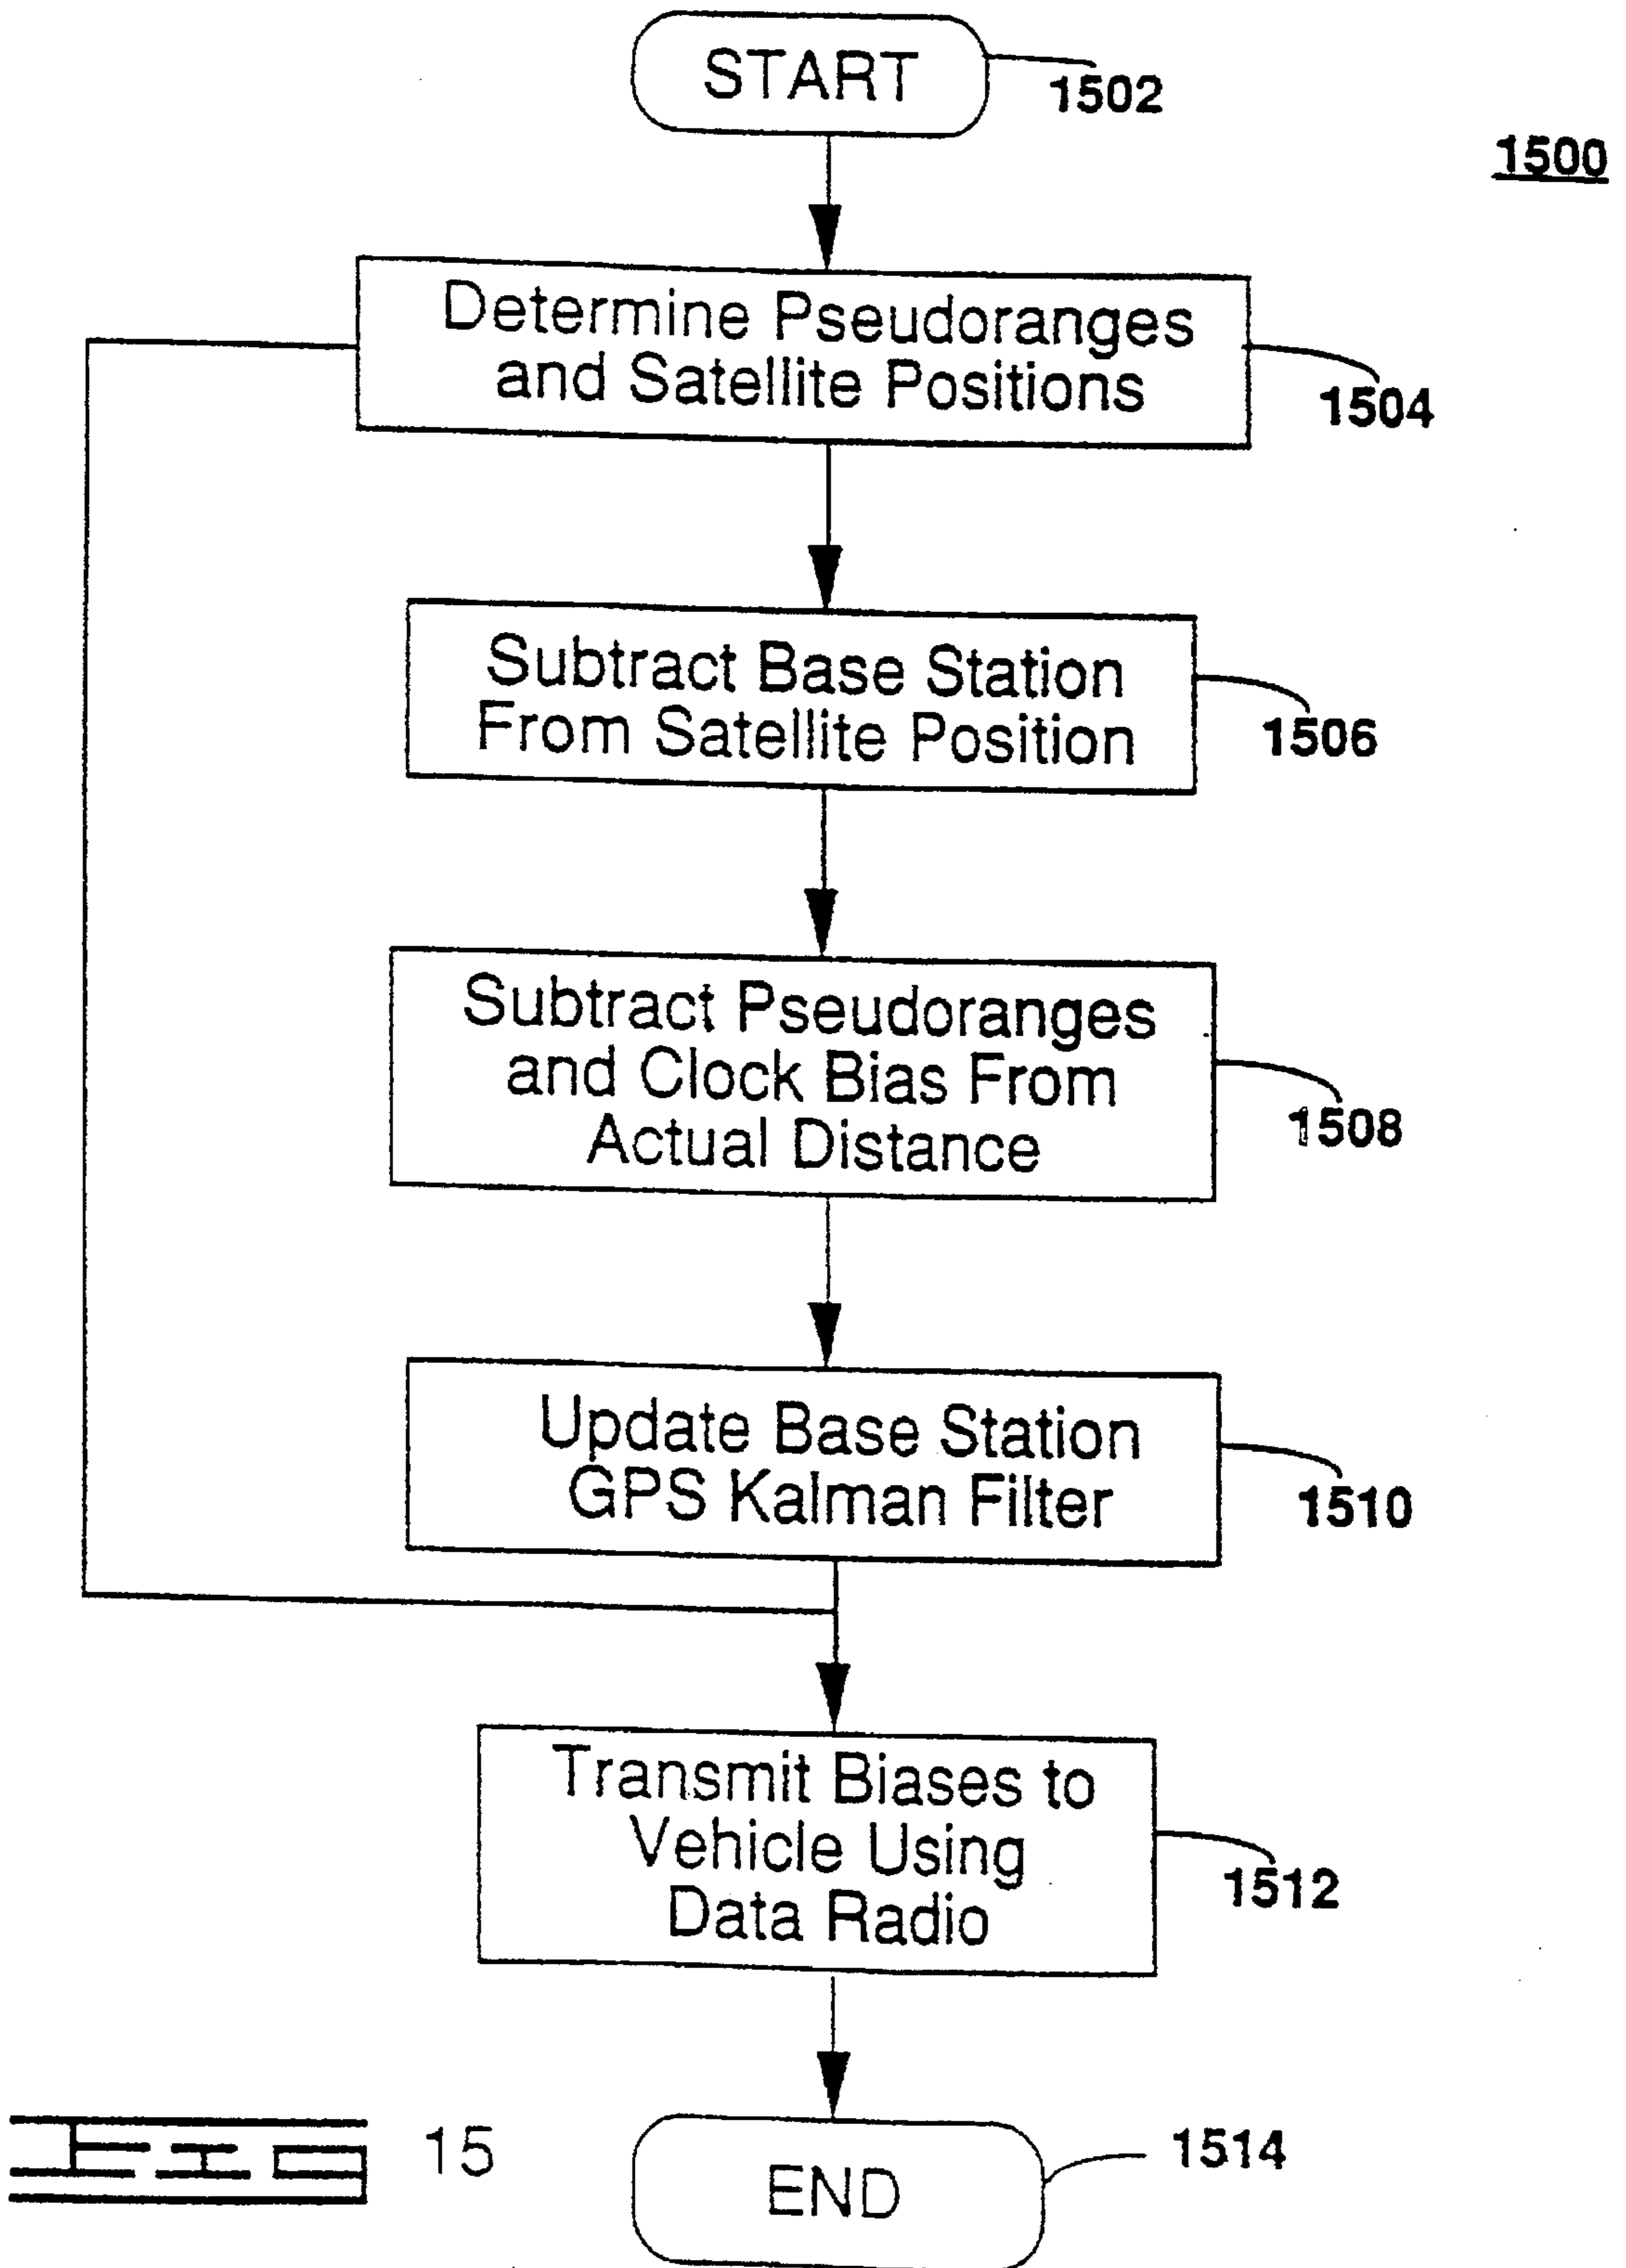 START
1502
1500
Determine Pseudoranges
and Satellite Positions
1504
Subtract Base Station
From Satellite Position
1506
Subtract Pseudoranges
and Clock Bias From
Actual Distance
1508
Update Base Station
GPS Kalman Filter
1510
Transmit Biases to
Vehicle Using
Data Radio
1512
END
1514
FIG 15